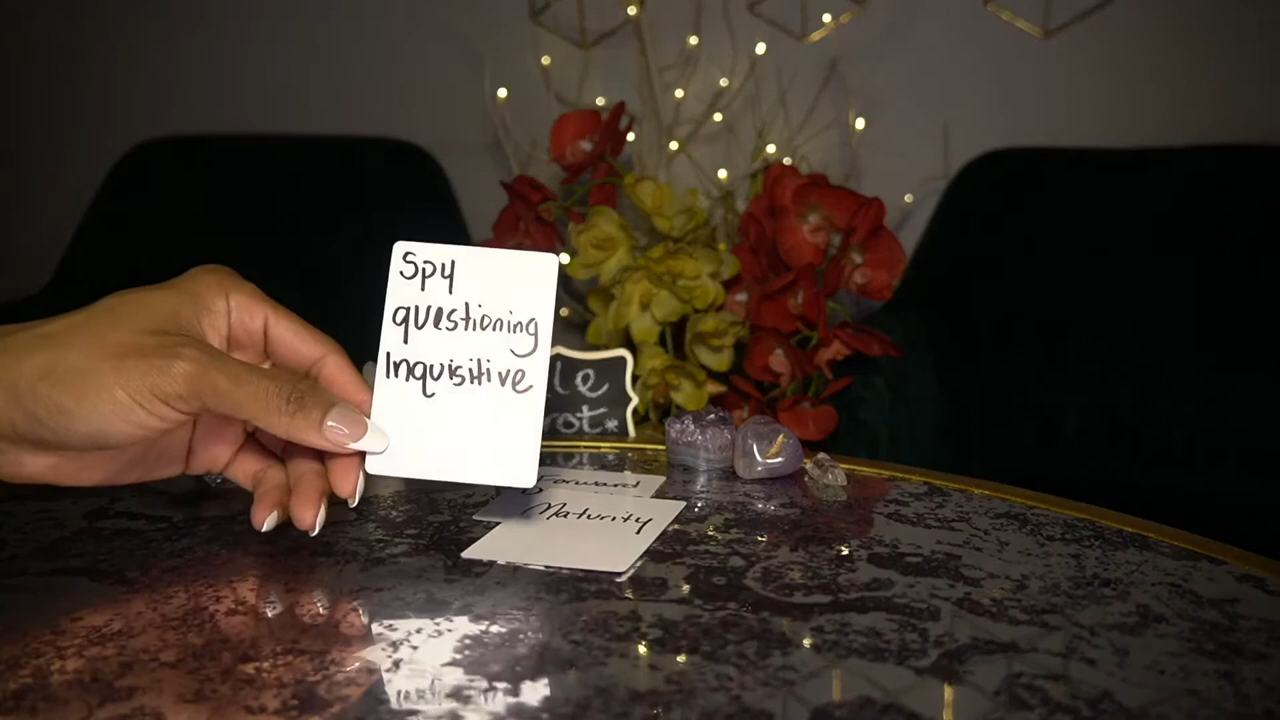 Spy
questioning
Inquisitive
Forward
Maturity